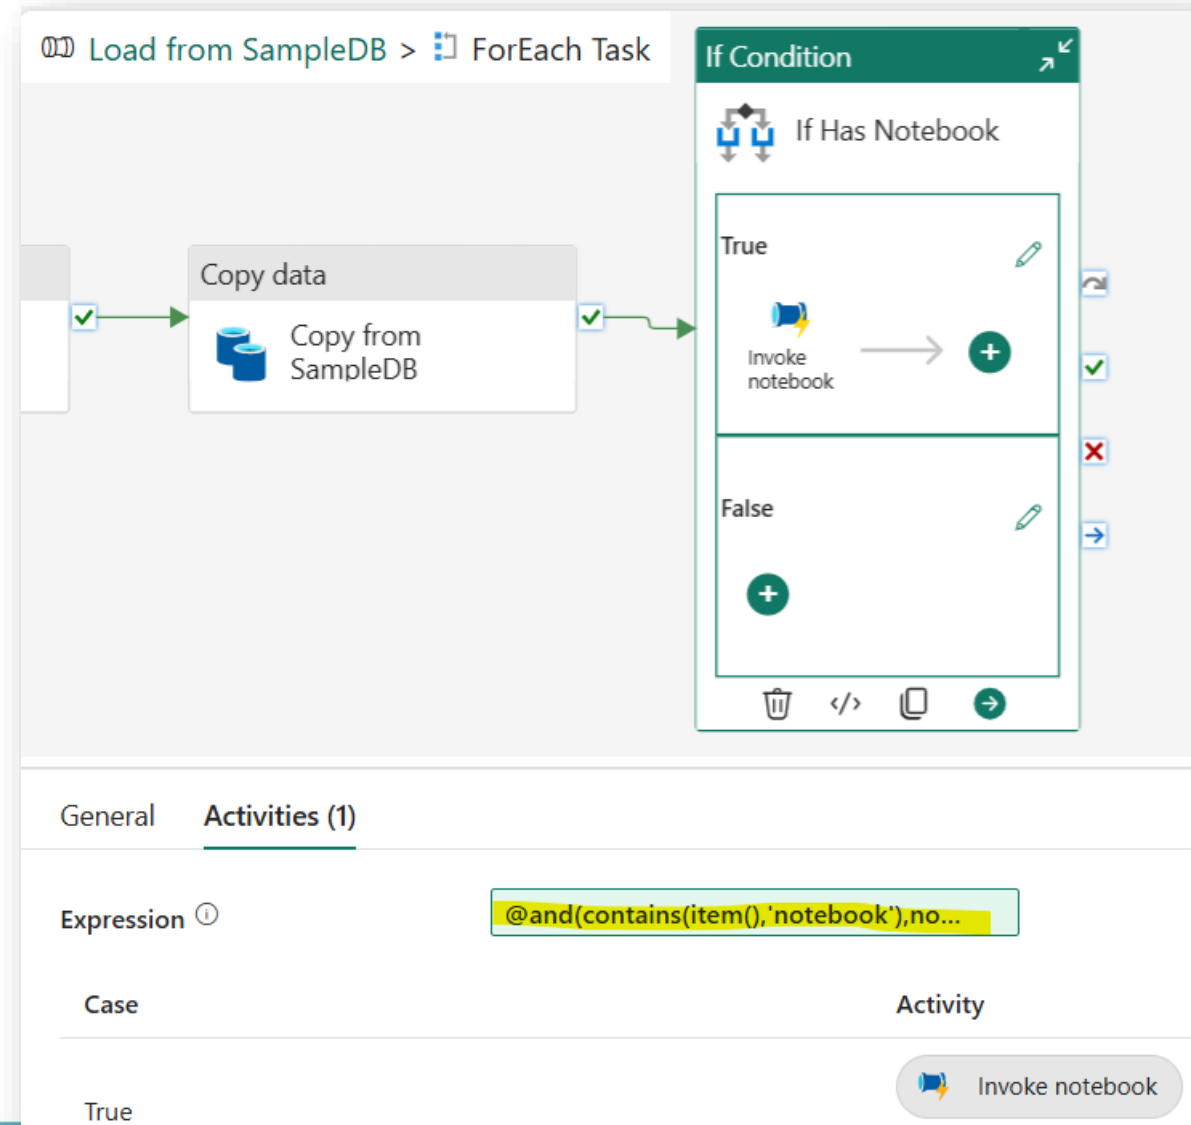 Load from SampleDB > ForEach Task
If Condition
If Has Notebook
Copy data
Copy from
SampleDB
True
Invoke
notebook
False
</>
General
Activities (1)
Expression
@and(contains(item(),'notebook'),no...
Case
Activity
Invoke notebook
True